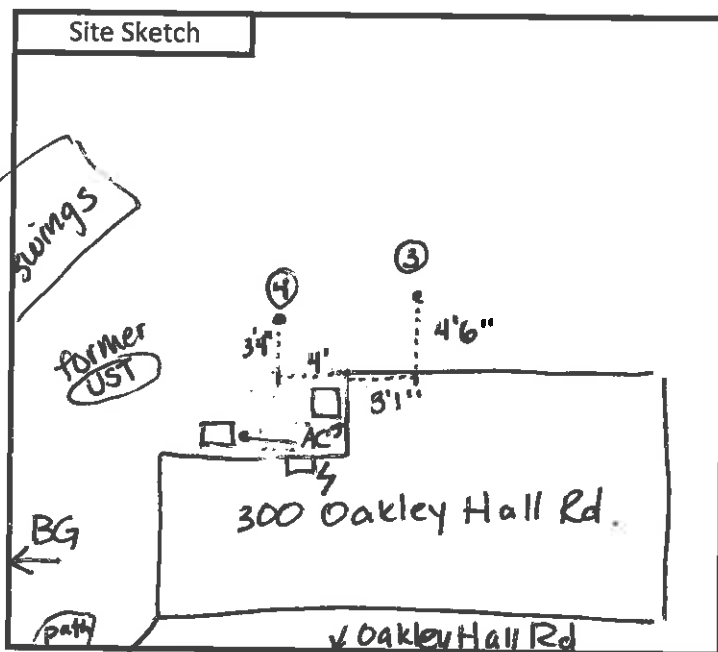 Site Sketch
swings
3
4
4'6"
3'4"
4'
former
UST
3'1"
AC's
300 Oakley Hall Rd.
BG
path
Oakley Hall Rd